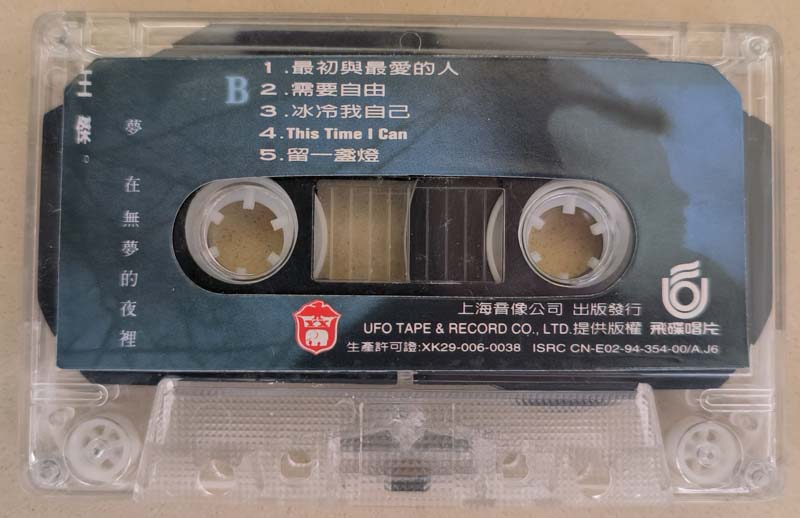 王傑。
夢在無夢的夜裡
B
1.最初與最愛的人
2.需要自由
3.冰冷我自己
4.This Time I Can
5.留一盞燈
上海音像公司 出版發行
UFO TAPE & RECORD CO., LTD.提供版權 飛碟唱片
生產許可證:XK29-006-0038 ISRC CN-E02-94-354-00/A.J6